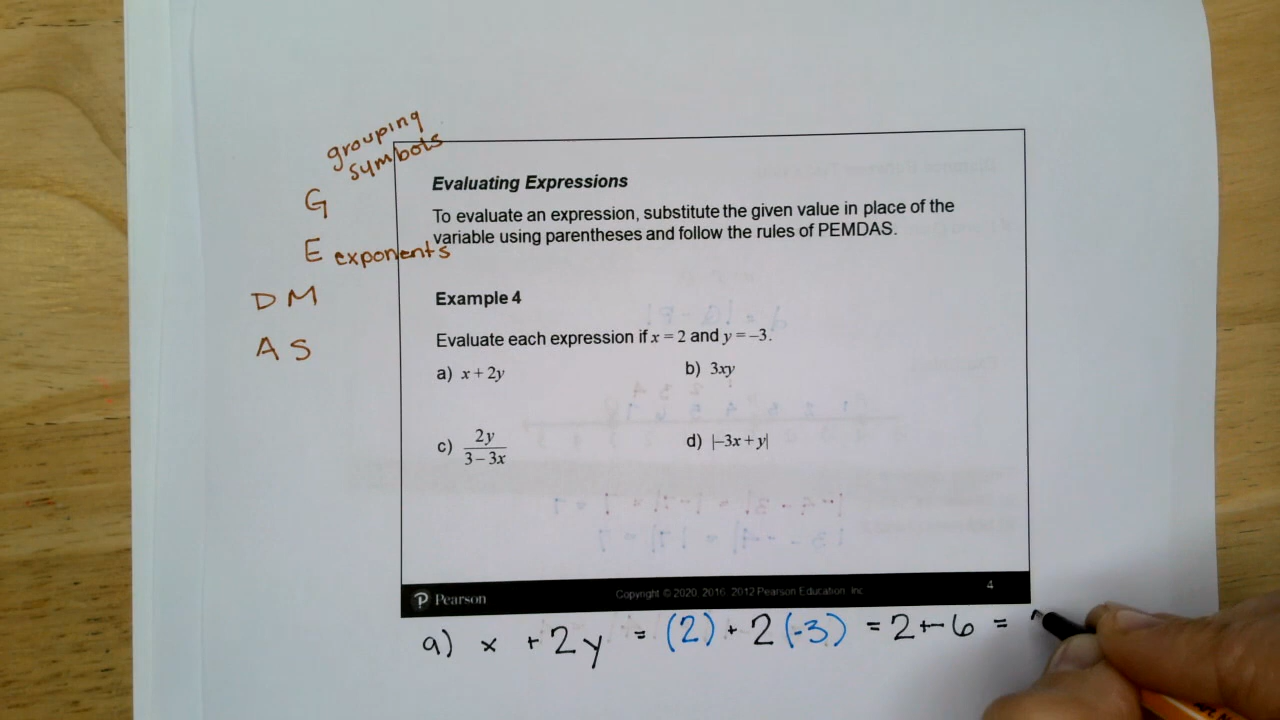 grouping
symbols
G
E exponents
DM
AS
Evaluating Expressions
To evaluate an expression, substitute the given value in place of the
variable using parentheses and follow the rules of PEMDAS.
Example 4
Evaluate each expression if x = 2 and y = –3.
a) x + 2y
b) 3xy
c) 2y / 3 – 3x
d) |–3x + y|
Pearson
Copyright © 2020, 2016, 2012 Pearson Education, Inc
4
a) x + 2y = (2) + 2(-3) = 2 + -6 =